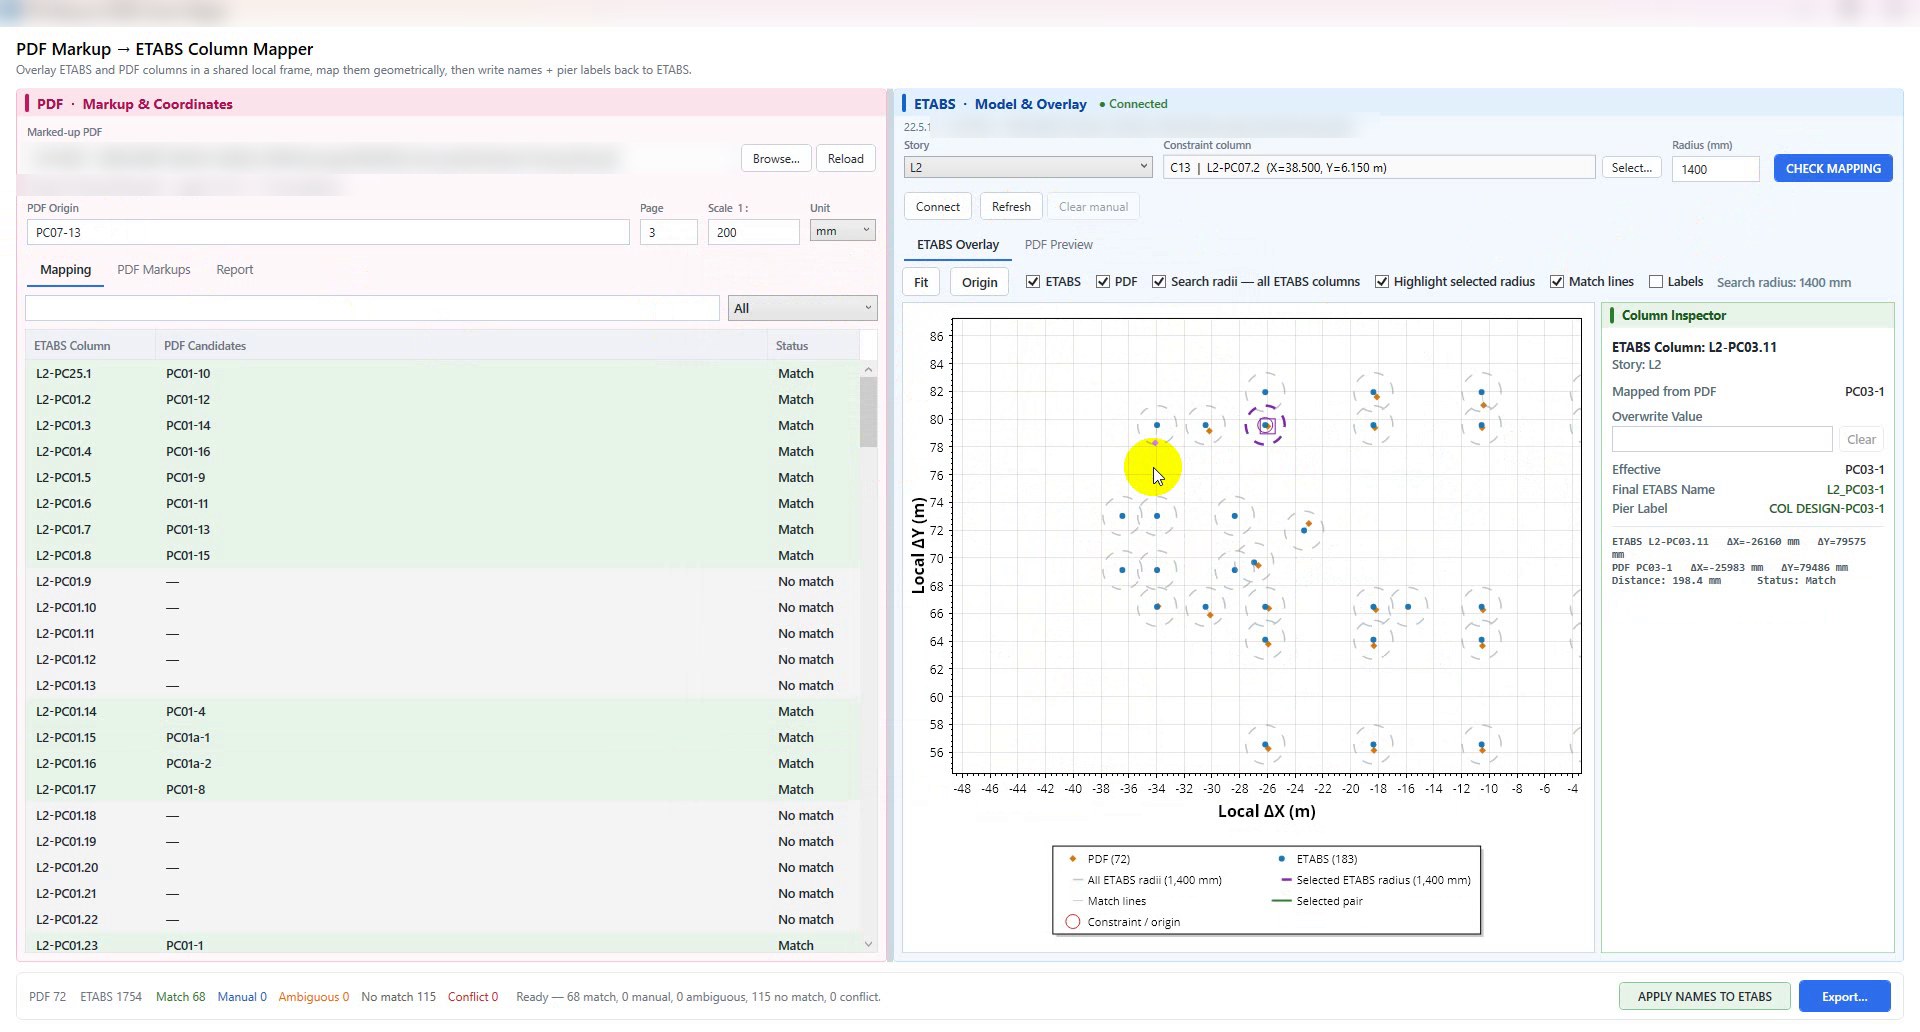 PDF Markup → ETABS Column Mapper
Overlay ETABS and PDF columns in a shared local frame, map them geometrically, then write names + pier labels back to ETABS.
PDF · Markup & Coordinates
Marked-up PDF
Browse... Reload
PDF Origin Page Scale 1: Unit
PC07-13 3 200 mm
Mapping PDF Markups Report
All
ETABS Column PDF Candidates Status
L2-PC25.1 PC01-10 Match
L2-PC01.2 PC01-12 Match
L2-PC01.3 PC01-14 Match
L2-PC01.4 PC01-16 Match
L2-PC01.5 PC01-9 Match
L2-PC01.6 PC01-11 Match
L2-PC01.7 PC01-13 Match
L2-PC01.8 PC01-15 Match
L2-PC01.9 — No match
L2-PC01.10 — No match
L2-PC01.11 — No match
L2-PC01.12 — No match
L2-PC01.13 — No match
L2-PC01.14 PC01-4 Match
L2-PC01.15 PC01a-1 Match
L2-PC01.16 PC01a-2 Match
L2-PC01.17 PC01-8 Match
L2-PC01.18 — No match
L2-PC01.19 — No match
L2-PC01.20 — No match
L2-PC01.21 — No match
L2-PC01.22 — No match
L2-PC01.23 PC01-1 Match
ETABS · Model & Overlay ● Connected
22.5.1
Story Constraint column Radius (mm)
L2 C13 | L2-PC07.2 (X=38.500, Y=6.150 m) Select... 1400 CHECK MAPPING
Connect Refresh Clear manual
ETABS Overlay PDF Preview
Fit Origin ETABS PDF Search radii — all ETABS columns Highlight selected radius Match lines Labels Search radius: 1400 mm
86
84
82
80
78
76
74
72
70
68
66
64
62
60
58
56
Local ΔY (m)
-48 -46 -44 -42 -40 -38 -36 -34 -32 -30 -28 -26 -24 -22 -20 -18 -16 -14 -12 -10 -8 -6 -4
Local ΔX (m)
PDF (72) ETABS (183)
All ETABS radii (1,400 mm) Selected ETABS radius (1,400 mm)
Match lines Selected pair
Constraint / origin
Column Inspector
ETABS Column: L2-PC03.11
Story: L2
Mapped from PDF PC03-1
Overwrite Value
Clear
Effective PC03-1
Final ETABS Name L2_PC03-1
Pier Label COL DESIGN-PC03-1
ETABS L2-PC03.11 ΔX=-26160 mm ΔY=79575
mm
PDF PC03-1 ΔX=-25983 mm ΔY=79486 mm
Distance: 198.4 mm Status: Match
PDF 72 ETABS 1754 Match 68 Manual 0 Ambiguous 0 No match 115 Conflict 0 Ready — 68 match, 0 manual, 0 ambiguous, 115 no match, 0 conflict.
APPLY NAMES TO ETABS Export...